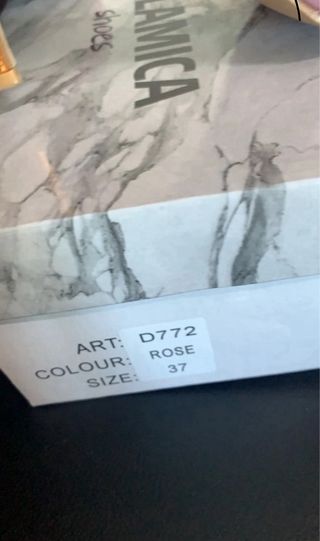 LAMICA
shoes
ART: D772
COLOUR: ROSE
SIZE: 37